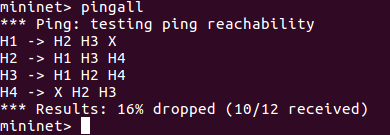 mininet> pingall
*** Ping: testing ping reachability
H1 -> H2 H3 X
H2 -> H1 H3 H4
H3 -> H1 H2 H4
H4 -> X H2 H3
*** Results: 16% dropped (10/12 received)
mininet>